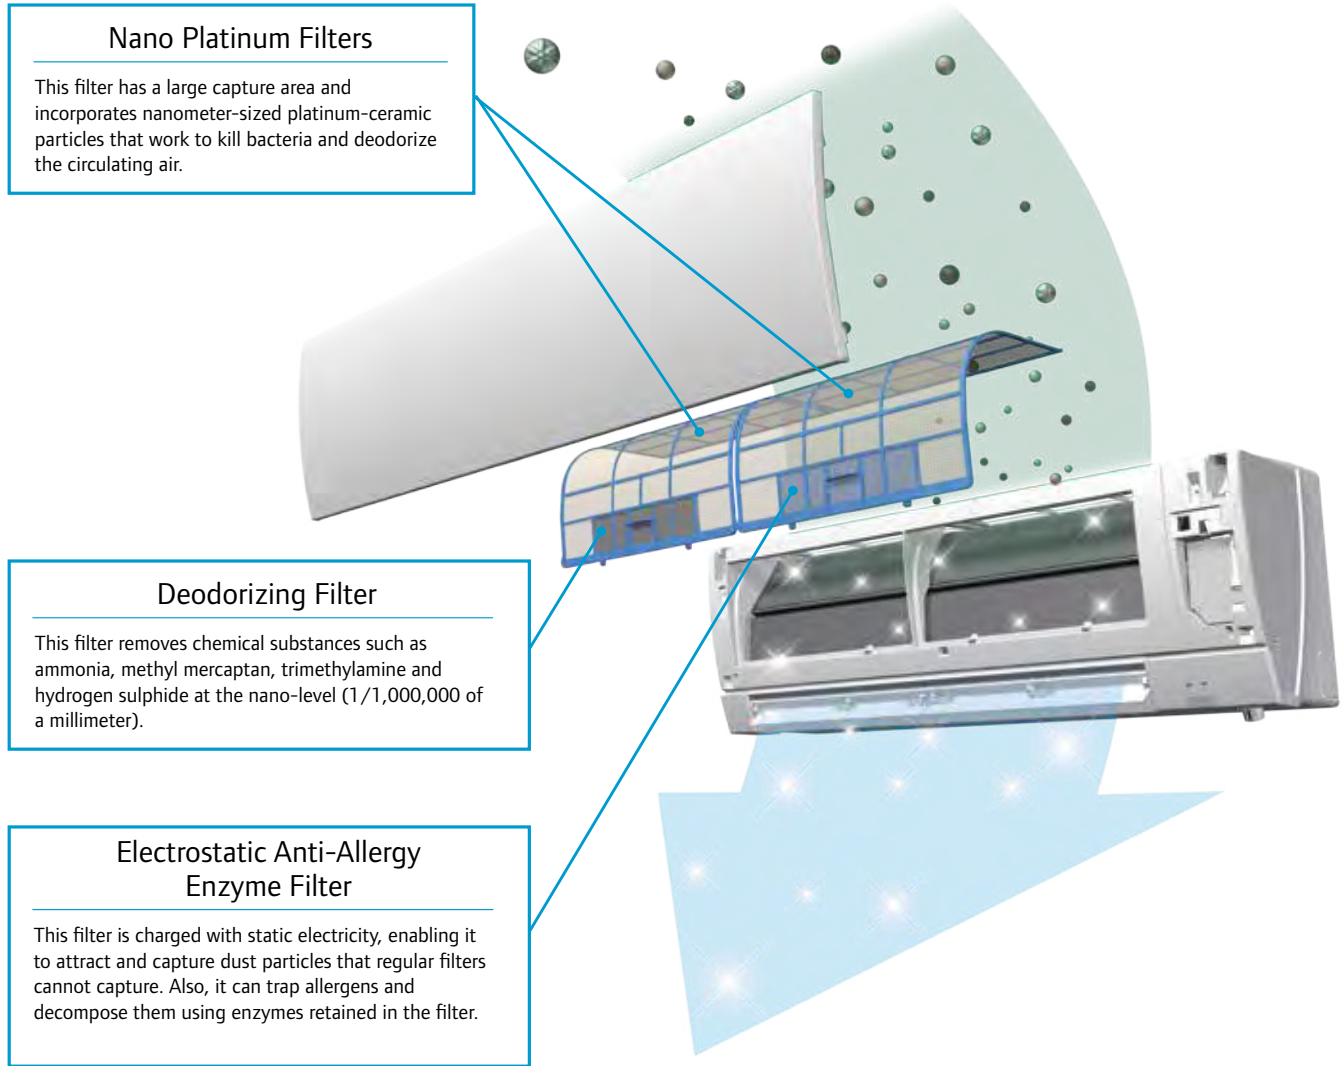 Nano Platinum Filters
This filter has a large capture area and
incorporates nanometer-sized platinum-ceramic
particles that work to kill bacteria and deodorize
the circulating air.
Deodorizing Filter
This filter removes chemical substances such as
ammonia, methyl mercaptan, trimethylamine and
hydrogen sulphide at the nano-level (1/1,000,000 of
a millimeter).
Electrostatic Anti-Allergy
Enzyme Filter
This filter is charged with static electricity, enabling it
to attract and capture dust particles that regular filters
cannot capture. Also, it can trap allergens and
decompose them using enzymes retained in the filter.